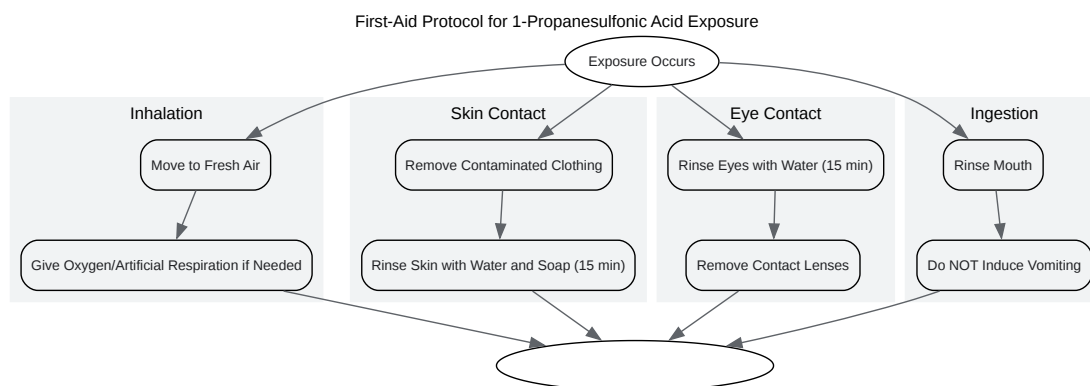 First-Aid Protocol for 1-Propanesulfonic Acid Exposure
Exposure Occurs
Inhalation
Skin Contact
Eye Contact
Ingestion
Move to Fresh Air
Remove Contaminated Clothing
Rinse Eyes with Water (15 min)
Rinse Mouth
Give Oxygen/Artificial Respiration if Needed
Rinse Skin with Water and Soap (15 min)
Remove Contact Lenses
Do NOT Induce Vomiting